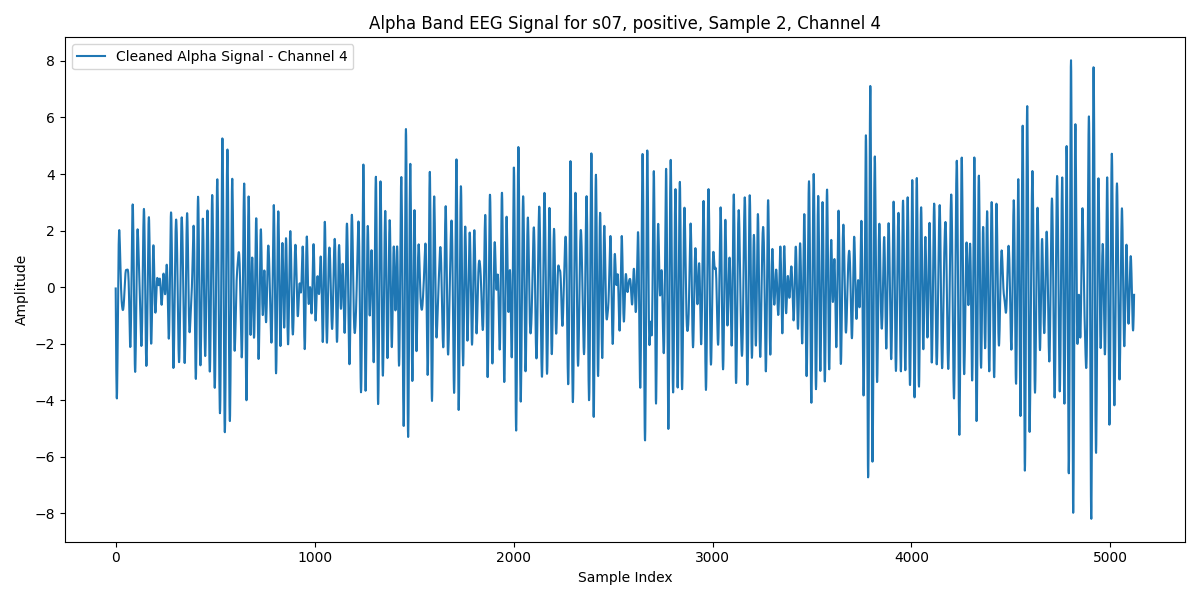 Alpha Band EEG Signal for s07, positive, Sample 2, Channel 4
Cleaned Alpha Signal - Channel 4
8
6
4
2
0
−2
−4
−6
−8
Amplitude
0 1000 2000 3000 4000 5000
Sample Index